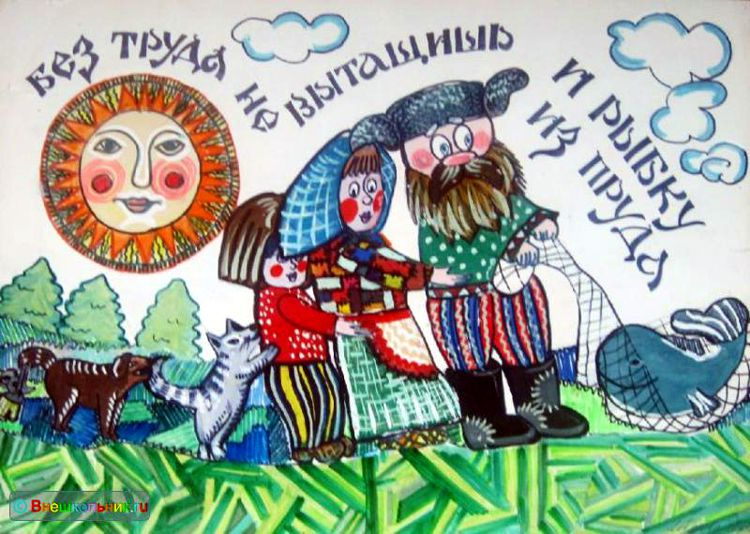 БЕЗ ТРУДА НЕ ВЫТАЩИШЬ
И РЫБКУ
ИЗ ПРУДА
© Внешкольник.ru